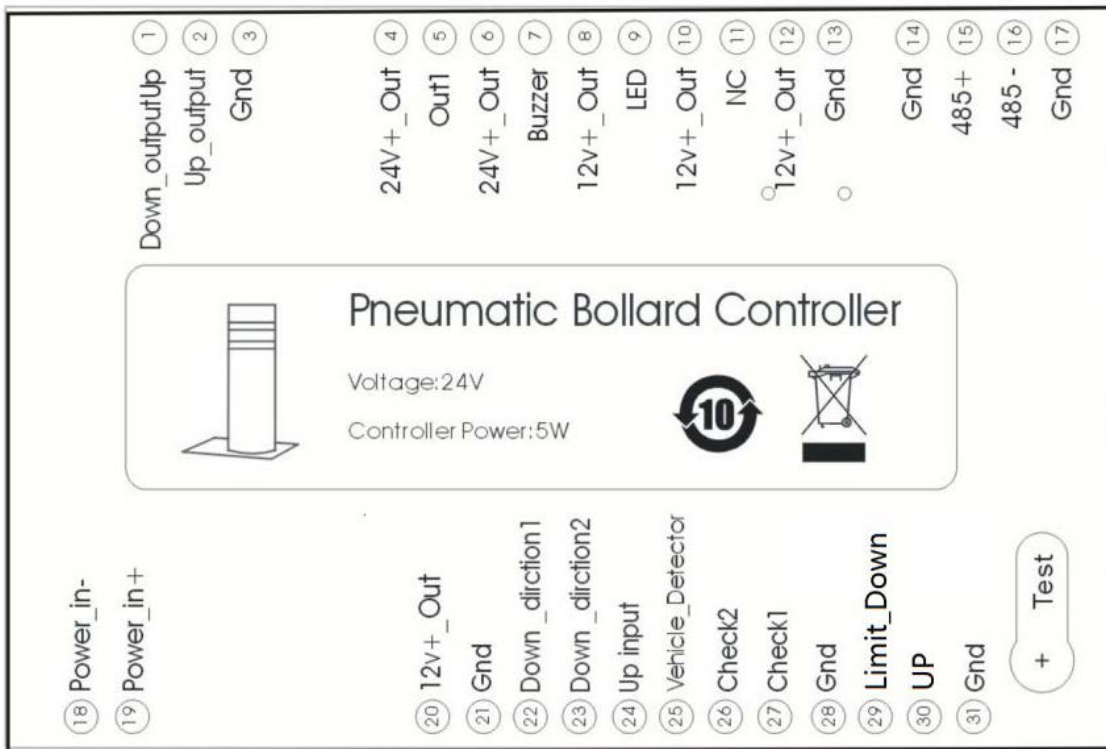 1 Down_outputUp
2 Up_output
3 Gnd
4 24V+_Out
5 Out1
6 24V+_Out
7 Buzzer
8 12v+_Out
9 LED
10 12v+_Out
11 NC
12 12v+_Out
13 Gnd
14 Gnd
15 485+
16 485 -
17 Gnd
Pneumatic Bollard Controller
Voltage:24V
Controller Power:5W
10
18 Power_in-
19 Power_in+
20 12v+_Out
21 Gnd
22 Down_dirction1
23 Down_dirction2
24 Up input
25 Vehicle_Detector
26 Check2
27 Check1
28 Gnd
29 Limit_Down
30 UP
31 Gnd
+ Test